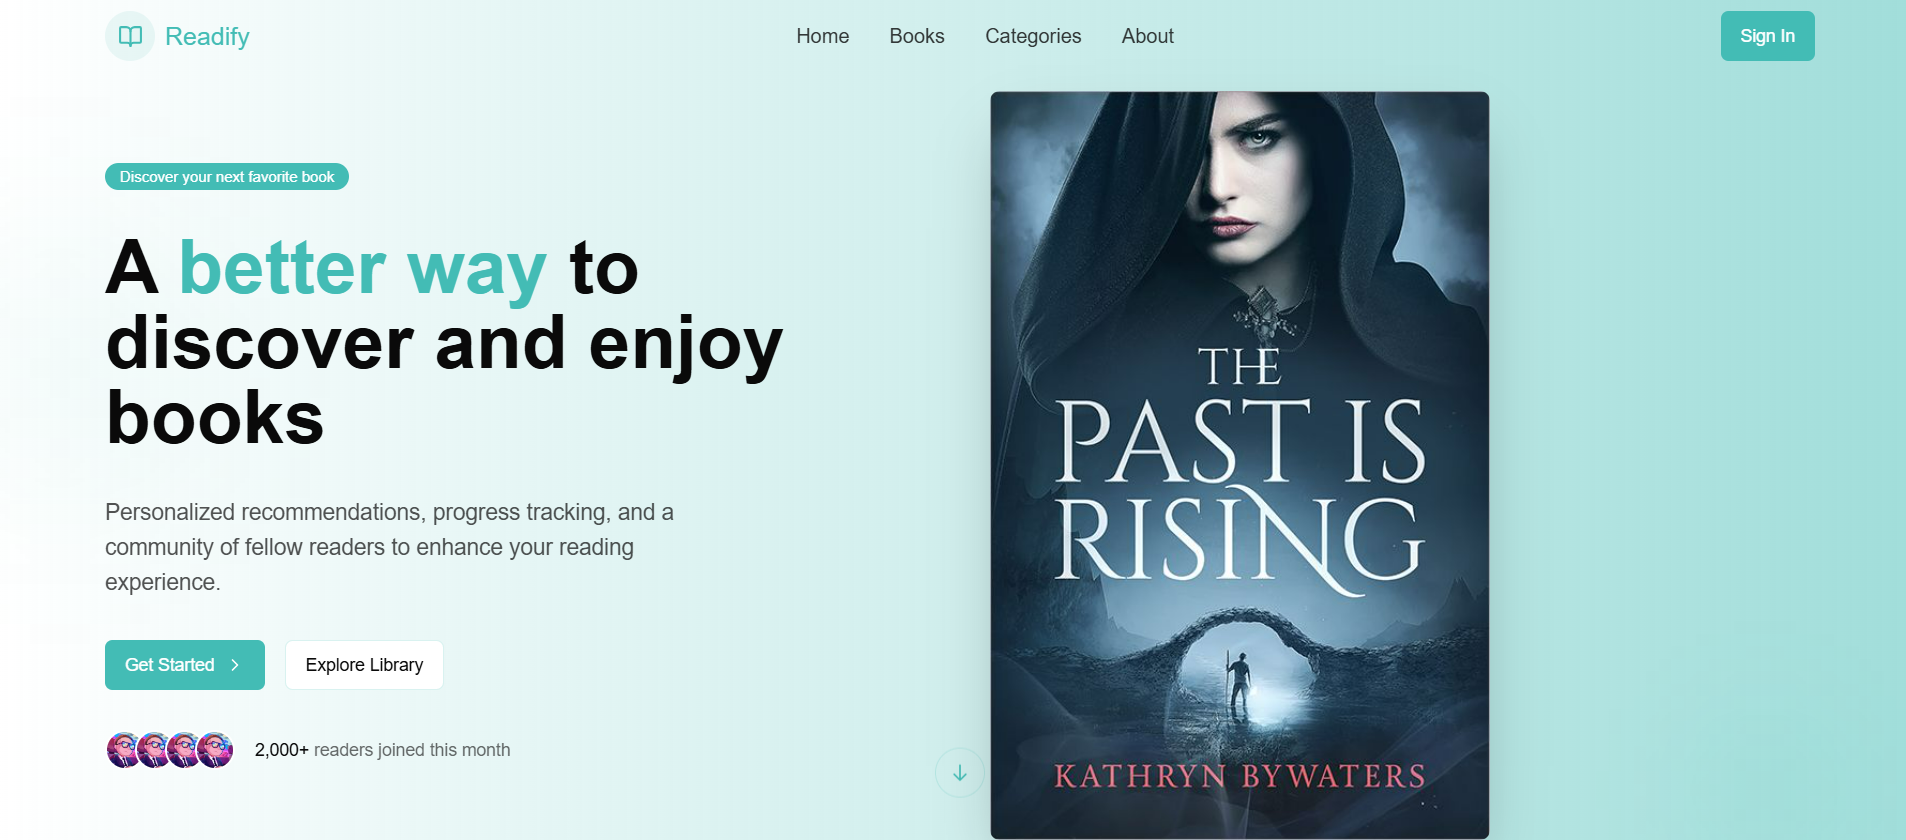 Readify
Home
Books
Categories
About
Sign In
Discover your next favorite book
A better way to
discover and enjoy
books
Personalized recommendations, progress tracking, and a
community of fellow readers to enhance your reading
experience.
Get Started
Explore Library
2,000+ readers joined this month
THE
PAST IS
RISING
KATHRYN BYWATERS